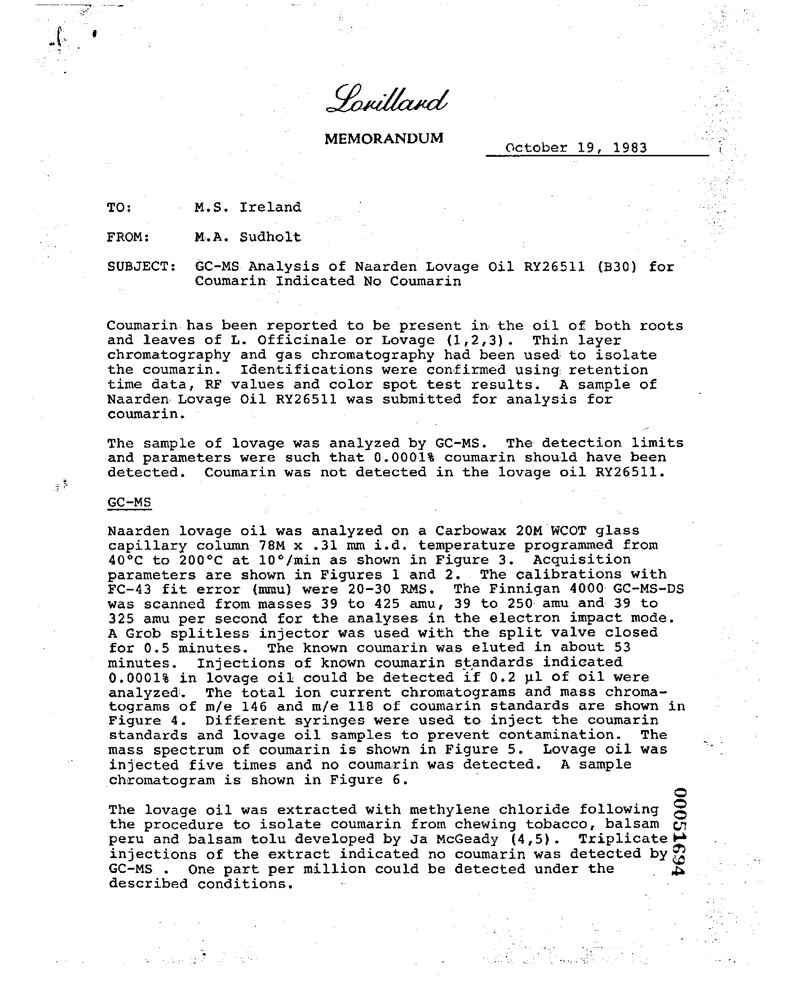 Lorillard
MEMORANDUM
October 19, 1983
TO: M.S. Ireland
FROM: M.A. Sudholt
SUBJECT: GC-MS Analysis of Naarden Lovage Oil RY26511 (B30) for
Coumarin Indicated No Coumarin
Coumarin has been reported to be present in the oil of both roots
and leaves of L. Officinale or Lovage (1,2,3). Thin layer
chromatography and gas chromatography had been used to isolate
the coumarin. Identifications were confirmed using retention
time data, RF values and color spot test results. A sample of
Naarden Lovage Oil RY26511 was submitted for analysis for
coumarin.
The sample of lovage was analyzed by GC-MS. The detection limits
and parameters were such that 0.0001% coumarin should have been
detected. Coumarin was not detected in the lovage oil RY26511.
GC-MS
Naarden lovage oil was analyzed on a Carbowax 20M WCOT glass
capillary column 78M x .31 mm i.d. temperature programmed from
40°C to 200°C at 10°/min as shown in Figure 3. Acquisition
parameters are shown in Figures 1 and 2. The calibrations with
FC-43 fit error (mmu) were 20-30 RMS. The Finnigan 4000 GC-MS-DS
was scanned from masses 39 to 425 amu, 39 to 250 amu and 39 to
325 amu per second for the analyses in the electron impact mode.
A Grob splitless injector was used with the split valve closed
for 0.5 minutes. The known coumarin was eluted in about 53
minutes. Injections of known coumarin standards indicated
0.0001% in lovage oil could be detected if 0.2 µl of oil were
analyzed. The total ion current chromatograms and mass chroma-
tograms of m/e 146 and m/e 118 of coumarin standards are shown in
Figure 4. Different syringes were used to inject the coumarin
standards and lovage oil samples to prevent contamination. The
mass spectrum of coumarin is shown in Figure 5. Lovage oil was
injected five times and no coumarin was detected. A sample
chromatogram is shown in Figure 6.
The lovage oil was extracted with methylene chloride following
the procedure to isolate coumarin from chewing tobacco, balsam
peru and balsam tolu developed by Ja McGeady (4,5). Triplicate
injections of the extract indicated no coumarin was detected by
GC-MS . One part per million could be detected under the
described conditions.
00051694